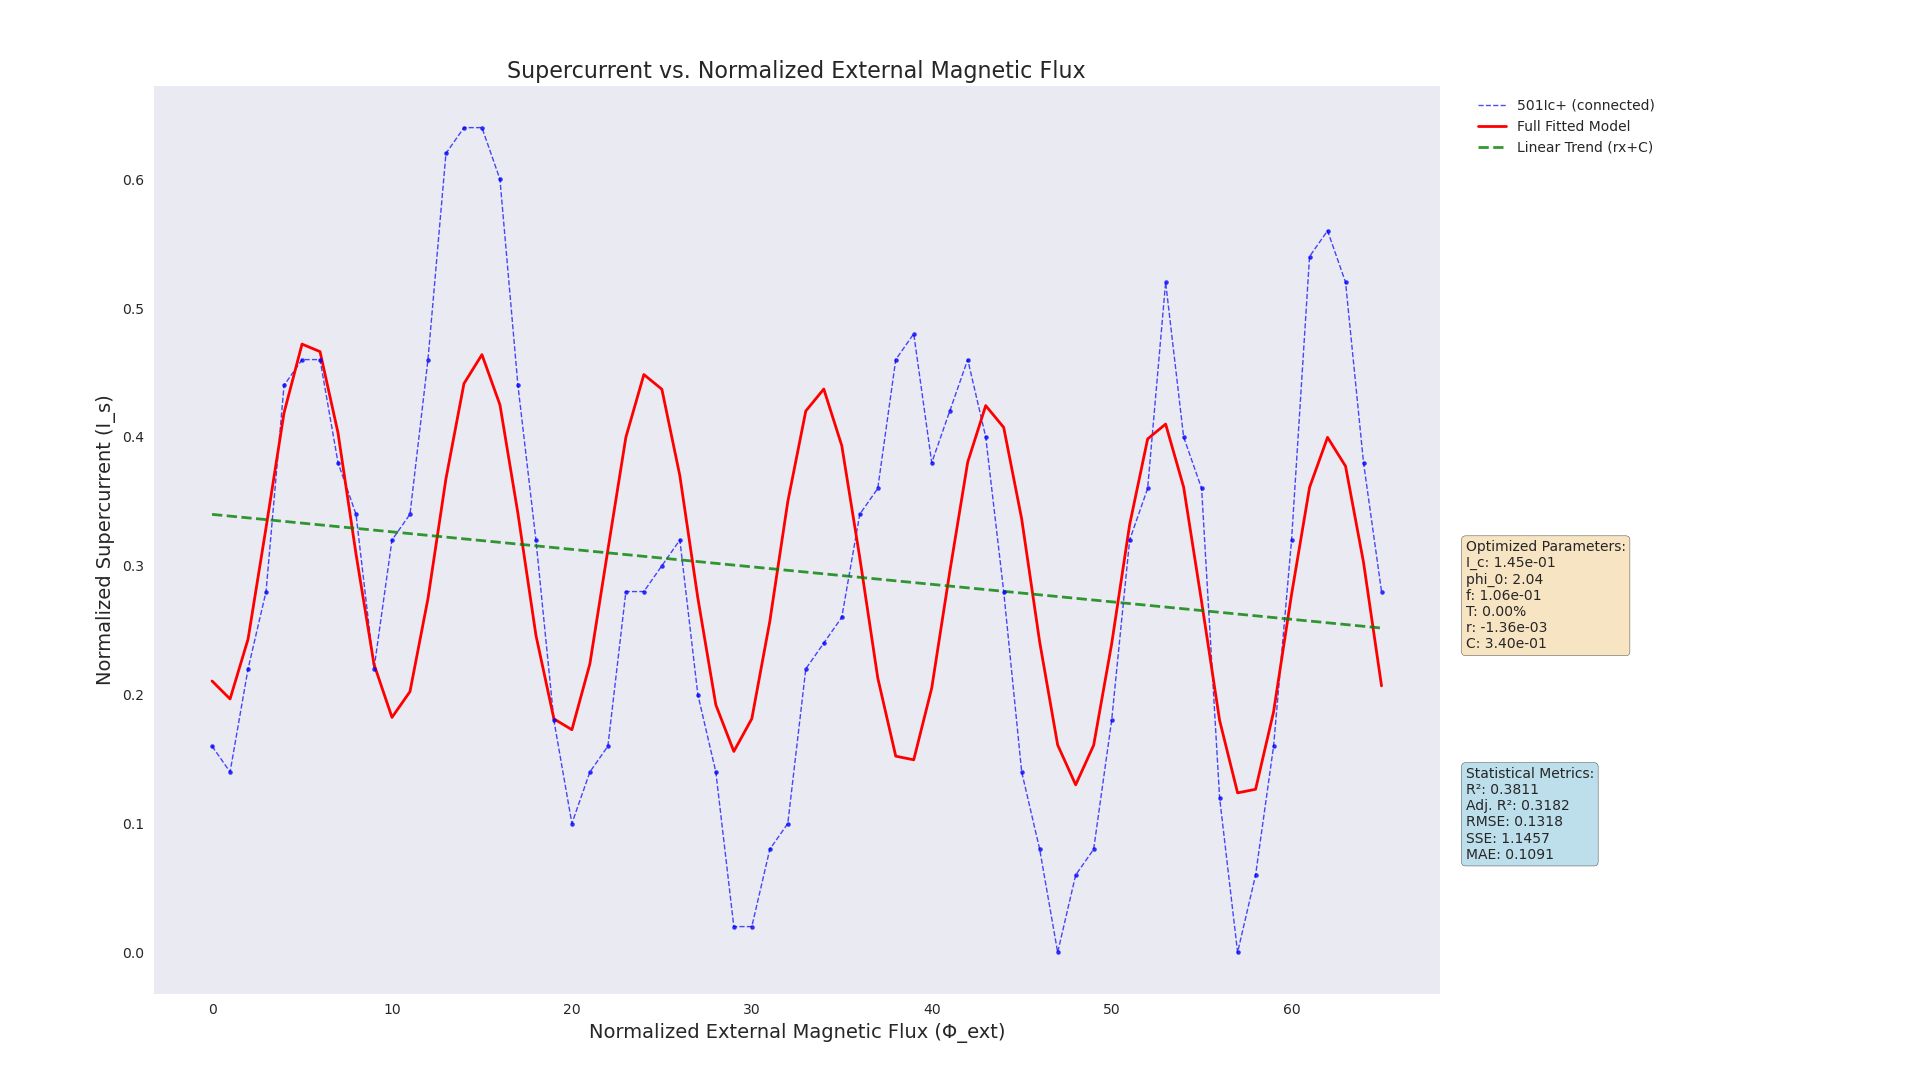 Supercurrent vs. Normalized External Magnetic Flux
501Ic+ (connected)
Full Fitted Model
Linear Trend (rx+C)
Normalized Supercurrent (I_s)
0.6
0.5
0.4
0.3
0.2
0.1
0.0
0 10 20 30 40 50 60
Normalized External Magnetic Flux (Φ_ext)
Optimized Parameters:
I_c: 1.45e-01
phi_0: 2.04
f: 1.06e-01
T: 0.00%
r: -1.36e-03
C: 3.40e-01
Statistical Metrics:
R²: 0.3811
Adj. R²: 0.3182
RMSE: 0.1318
SSE: 1.1457
MAE: 0.1091